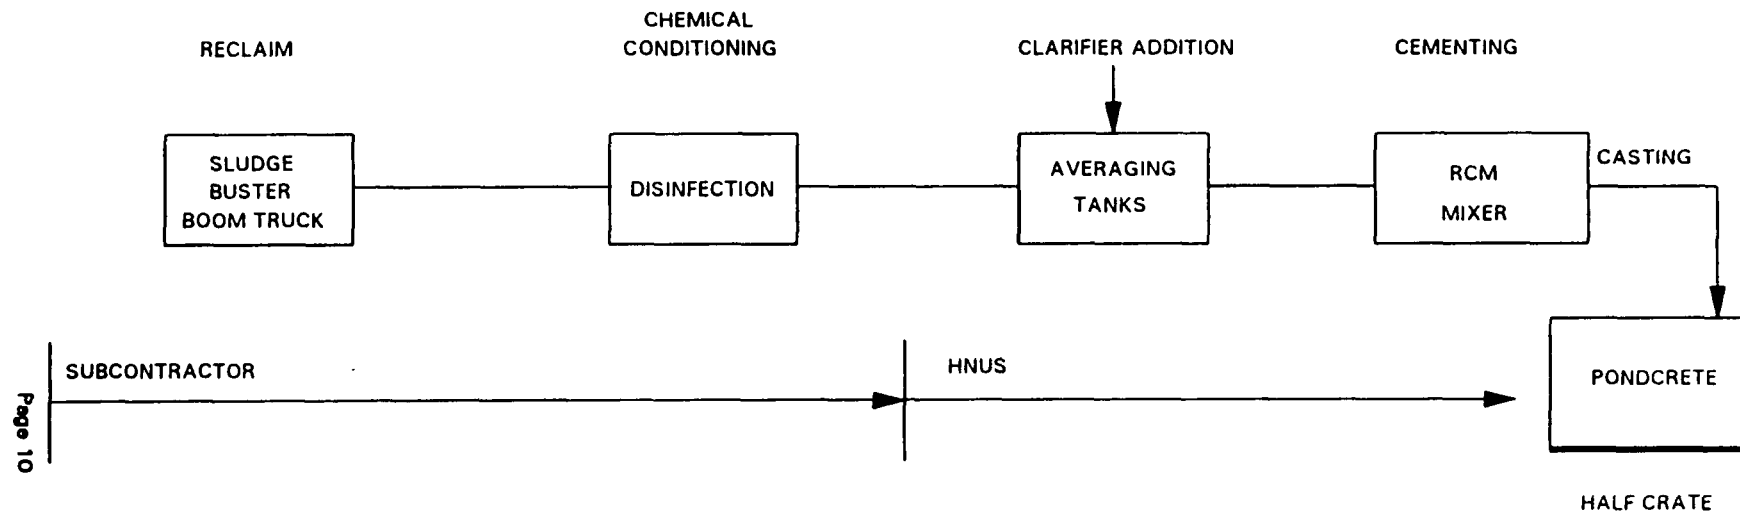 RECLAIM
CHEMICAL
CONDITIONING
CLARIFIER ADDITION
CEMENTING
SLUDGE
BUSTER
BOOM TRUCK
DISINFECTION
AVERAGING
TANKS
RCM
MIXER
CASTING
SUBCONTRACTOR
HNUS
PONDCRETE
HALF CRATE
Page 10